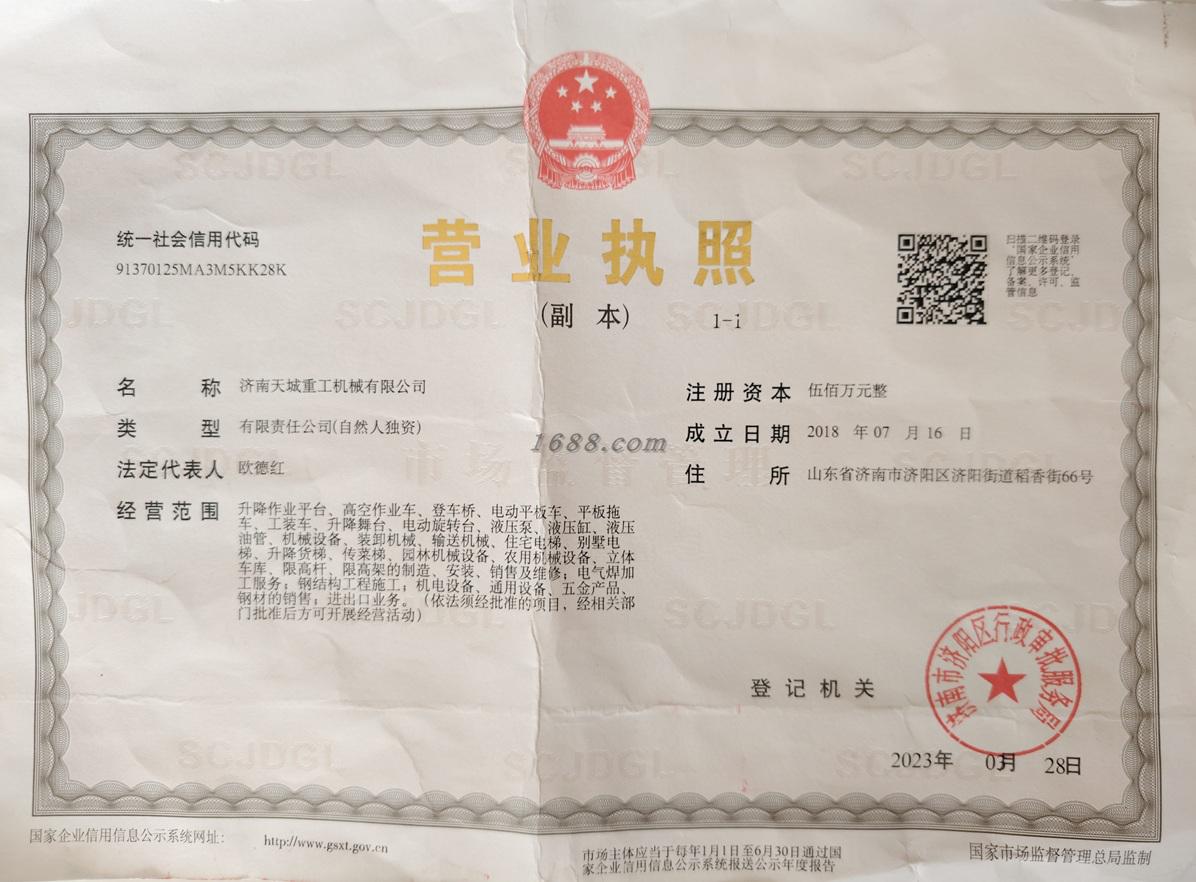 统一社会信用代码
91370125MA3M5KK28K
营业执照
(副 本) 1-1
扫描二维码登录
“国家企业信用
信息公示系统”
了解更多登记、
备案、许可、监
管信息
名 称 济南天城重工机械有限公司
类 型 有限责任公司(自然人独资)
法定代表人 欧德红
经营范围 升降作业平台、高空作业车、登车桥、电动平板车、平板拖
车、工装车、升降舞台、电动旋转台、液压泵、液压缸、液压
油管、机械设备、装卸机械、输送机械、住宅电梯、别墅电
梯、升降货梯、传菜梯、园林机械设备、农用机械设备、立体
车库、限高杆、限高架的制造、安装、销售及维修；电气焊加
工服务；钢结构工程施工；机电设备、通用设备、五金产品、
钢材的销售；进出口业务。（依法须经批准的项目，经相关部
门批准后方可开展经营活动）
注册资本 伍佰万元整
成立日期 2018 年 07 月 16 日
住 所 山东省济南市济阳区济阳街道稻香街66号
1688.com
市场监督管理
SCJDGL
登记机关
济南市济阳区行政审批服务局
2023年 03月 28日
国家企业信用信息公示系统网址： http://www.gsxt.gov.cn
市场主体应当于每年1月1日至6月30日通过国
家企业信用信息公示系统报送公示年度报告
国家市场监督管理总局监制